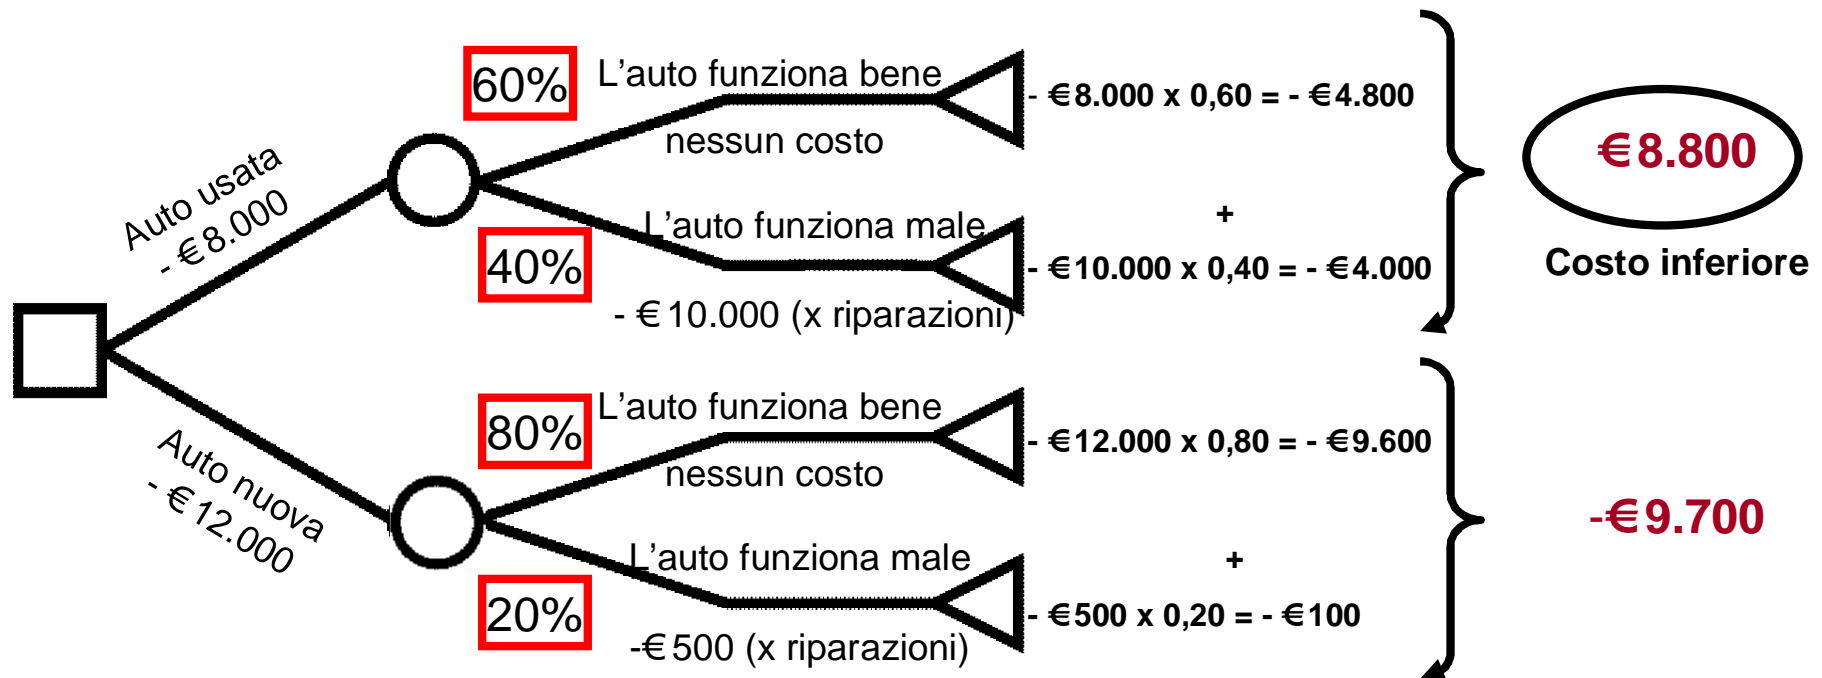 Auto usata
- €8.000
60%
L'auto funziona bene
nessun costo
- €8.000 x 0,60 = - €4.800
40%
L'auto funziona male
- €10.000 (x riparazioni)
+
- €10.000 x 0,40 = - €4.000
€8.800
Costo inferiore
Auto nuova
- €12.000
80%
L'auto funziona bene
nessun costo
- €12.000 x 0,80 = - €9.600
20%
L'auto funziona male
-€500 (x riparazioni)
+
- €500 x 0,20 = - €100
-€9.700